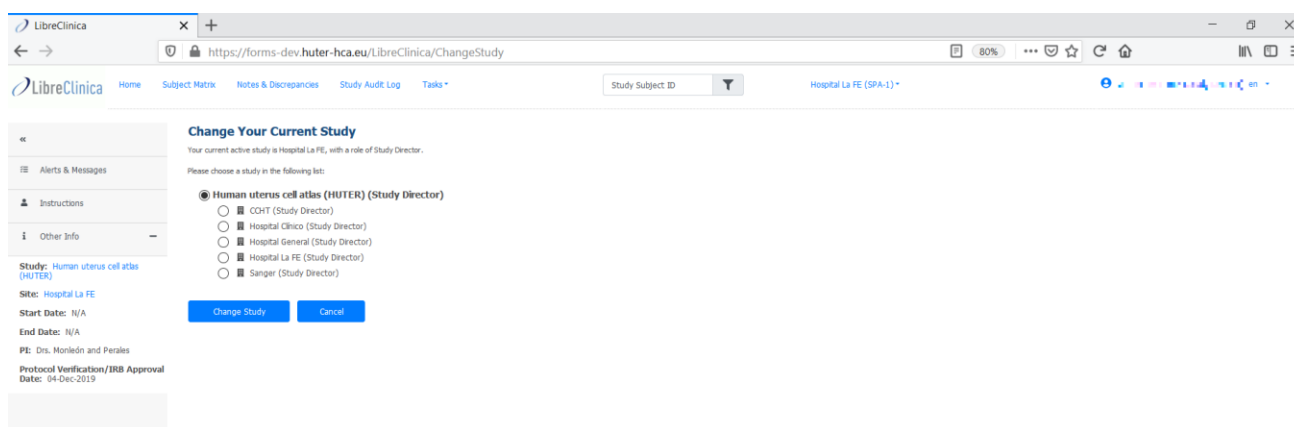 LibreClinica
https://forms-dev.huter-hca.eu/LibreClinica/ChangeStudy
80%
LibreClinica Home Subject Matrix Notes & Discrepancies Study Audit Log Tasks Study Subject ID Hospital La FE (SPA-1) en
Change Your Current Study
Your current active study is Hospital La FE, with a role of Study Director.
Alerts & Messages
Please choose a study in the following list:
Human uterus cell atlas (HUTER) (Study Director)
Instructions
CCHT (Study Director)
Hospital Clínico (Study Director)
Other Info
Hospital General (Study Director)
Hospital La FE (Study Director)
Sanger (Study Director)
Study: Human uterus cell atlas
(HUTER)
Site: Hospital La FE
Start Date: N/A
Change Study Cancel
End Date: N/A
PI: Drs. Monleón and Perales
Protocol Verification/IRB Approval
Date: 04-Dec-2019